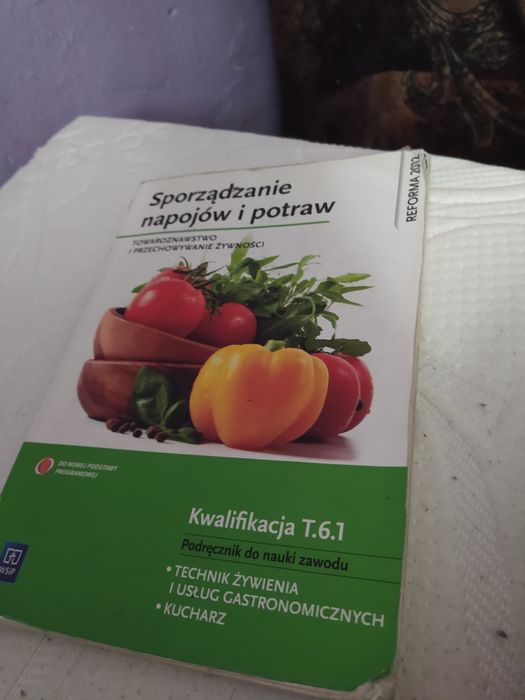 Sporządzanie
napojów i potraw
TOWAROZNAWSTWO
I PRZECHOWYWANIE ŻYWNOŚCI
REFORMA 2012
DO NOWEJ PODSTAWY
PROGRAMOWEJ
Kwalifikacja T.6.1
Podręcznik do nauki zawodu
• TECHNIK ŻYWIENIA
I USŁUG GASTRONOMICZNYCH
• KUCHARZ
WSiP